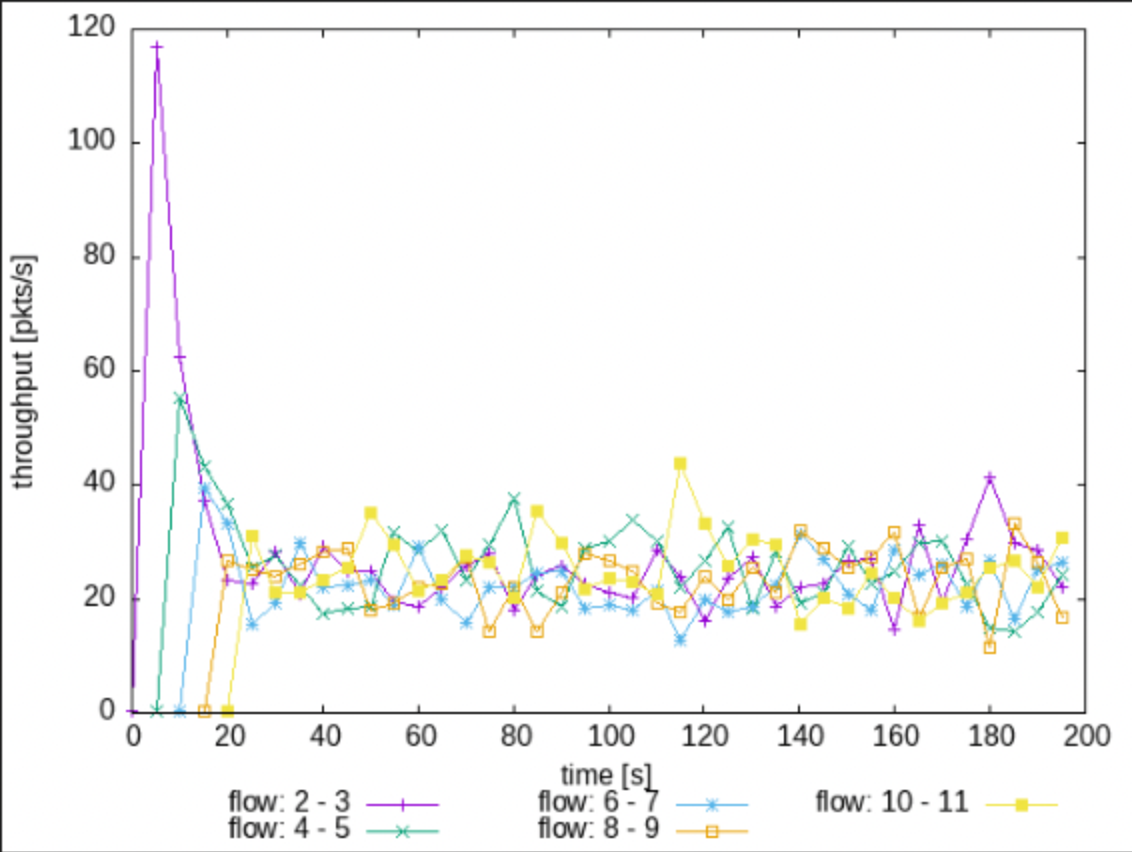 120
100
80
60
40
20
0
throughput [pkts/s]
0 20 40 60 80 100 120 140 160 180 200
time [s]
flow: 2 - 3 flow: 6 - 7 flow: 10 - 11
flow: 4 - 5 flow: 8 - 9